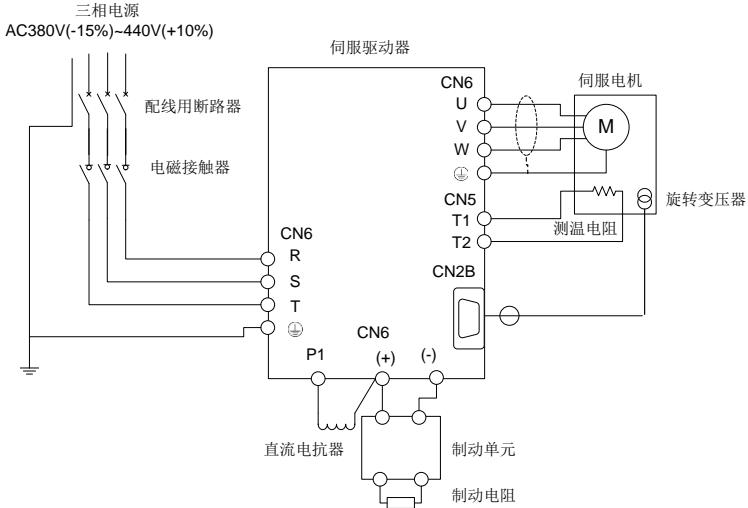 三相电源
AC380V(-15%)~440V(+10%)
伺服驱动器
CN6
伺服电机
U
配线用断路器
V
M
W
电磁接触器
CN5
T1
旋转变压器
测温电阻
T2
CN6
R
CN2B
S
T
CN6
P1
(+)
(-)
直流电抗器
制动单元
制动电阻